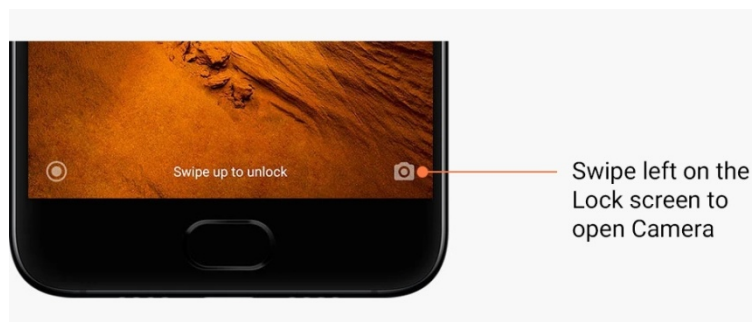 Swipe up to unlock
Swipe left on the
Lock screen to
open Camera